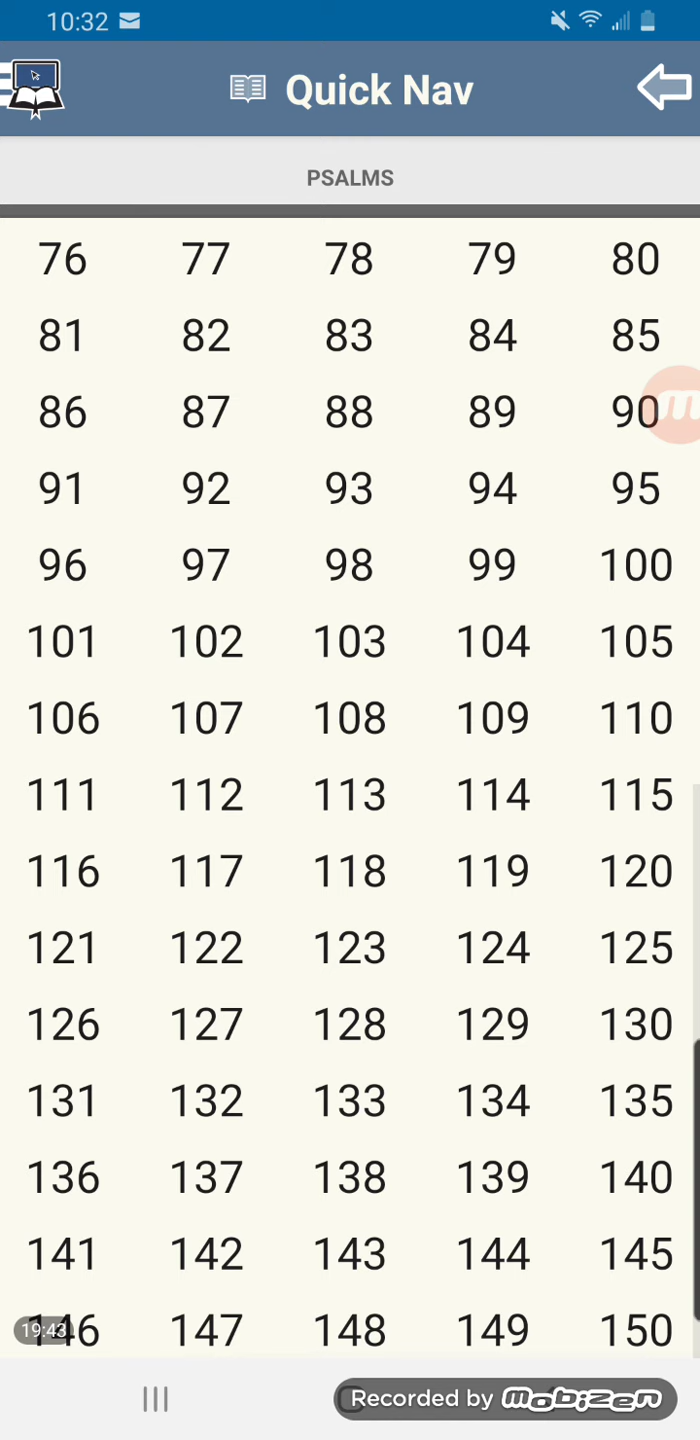 10:32
Quick Nav
PSALMS
76 77 78 79 80
81 82 83 84 85
86 87 88 89 90
91 92 93 94 95
96 97 98 99 100
101 102 103 104 105
106 107 108 109 110
111 112 113 114 115
116 117 118 119 120
121 122 123 124 125
126 127 128 129 130
131 132 133 134 135
136 137 138 139 140
141 142 143 144 145
146 147 148 149 150
19:43
Recorded by mobizen